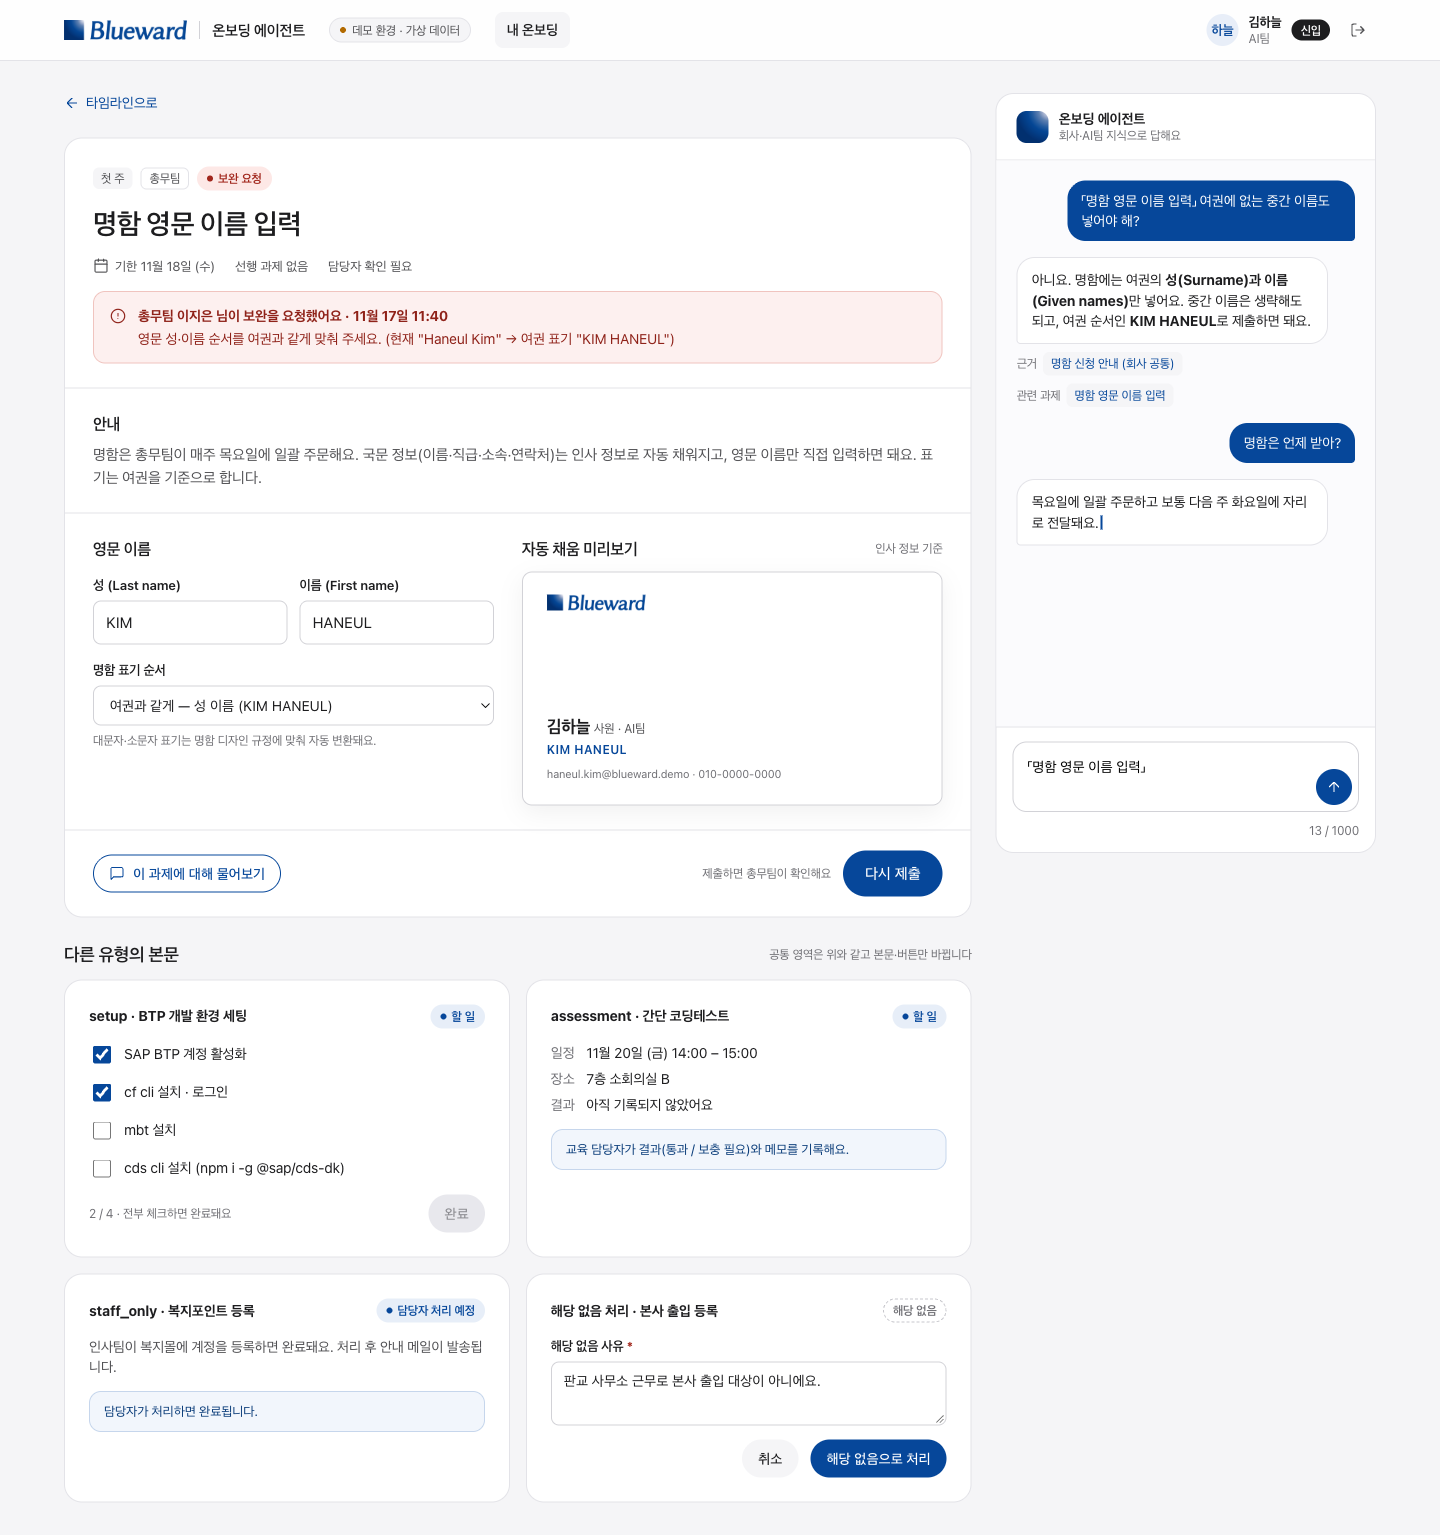 Blueward
온보딩 에이전트
데모 환경 · 가상 데이터
내 온보딩
하늘
김하늘
AI팀
신입
타임라인으로
첫 주
총무팀
보완 요청
명함 영문 이름 입력
기한 11월 18일 (수)
선행 과제 없음
담당자 확인 필요
총무팀 이지은 님이 보완을 요청했어요 · 11월 17일 11:40
영문 성·이름 순서를 여권과 같게 맞춰 주세요. (현재 "Haneul Kim" → 여권 표기 "KIM HANEUL")
안내
명함은 총무팀이 매주 목요일에 일괄 주문해요. 국문 정보(이름·직급·소속·연락처)는 인사 정보로 자동 채워지고, 영문 이름만 직접 입력하면 돼요. 표
기는 여권을 기준으로 합니다.
영문 이름
성 (Last name)
이름 (First name)
KIM
HANEUL
명함 표기 순서
여권과 같게 — 성 이름 (KIM HANEUL)
대문자·소문자 표기는 명함 디자인 규정에 맞춰 자동 변환돼요.
자동 채움 미리보기
인사 정보 기준
Blueward
김하늘 사원 · AI팀
KIM HANEUL
haneul.kim@blueward.demo · 010-0000-0000
이 과제에 대해 물어보기
제출하면 총무팀이 확인해요
다시 제출
다른 유형의 본문
공통 영역은 위와 같고 본문·버튼만 바뀝니다
setup · BTP 개발 환경 세팅
할 일
SAP BTP 계정 활성화
cf cli 설치 · 로그인
mbt 설치
cds cli 설치 (npm i -g @sap/cds-dk)
2 / 4 · 전부 체크하면 완료돼요
완료
assessment · 간단 코딩테스트
할 일
일정 11월 20일 (금) 14:00 – 15:00
장소 7층 소회의실 B
결과 아직 기록되지 않았어요
교육 담당자가 결과(통과 / 보충 필요)와 메모를 기록해요.
staff_only · 복지포인트 등록
담당자 처리 예정
인사팀이 복지몰에 계정을 등록하면 완료돼요. 처리 후 안내 메일이 발송됩
니다.
담당자가 처리하면 완료됩니다.
해당 없음 처리 · 본사 출입 등록
해당 없음
해당 없음 사유 *
판교 사무소 근무로 본사 출입 대상이 아니에요.
취소
해당 없음으로 처리
온보딩 에이전트
회사·AI팀 지식으로 답해요
「명함 영문 이름 입력」 여권에 없는 중간 이름도
넣어야 해?
아니요. 명함에는 여권의 성(Surname)과 이름
(Given names)만 넣어요. 중간 이름은 생략해도
되고, 여권 순서인 KIM HANEUL로 제출하면 돼요.
근거 명함 신청 안내 (회사 공통)
관련 과제 명함 영문 이름 입력
명함은 언제 받아?
목요일에 일괄 주문하고 보통 다음 주 화요일에 자리
로 전달돼요.
「명함 영문 이름 입력」
13 / 1000